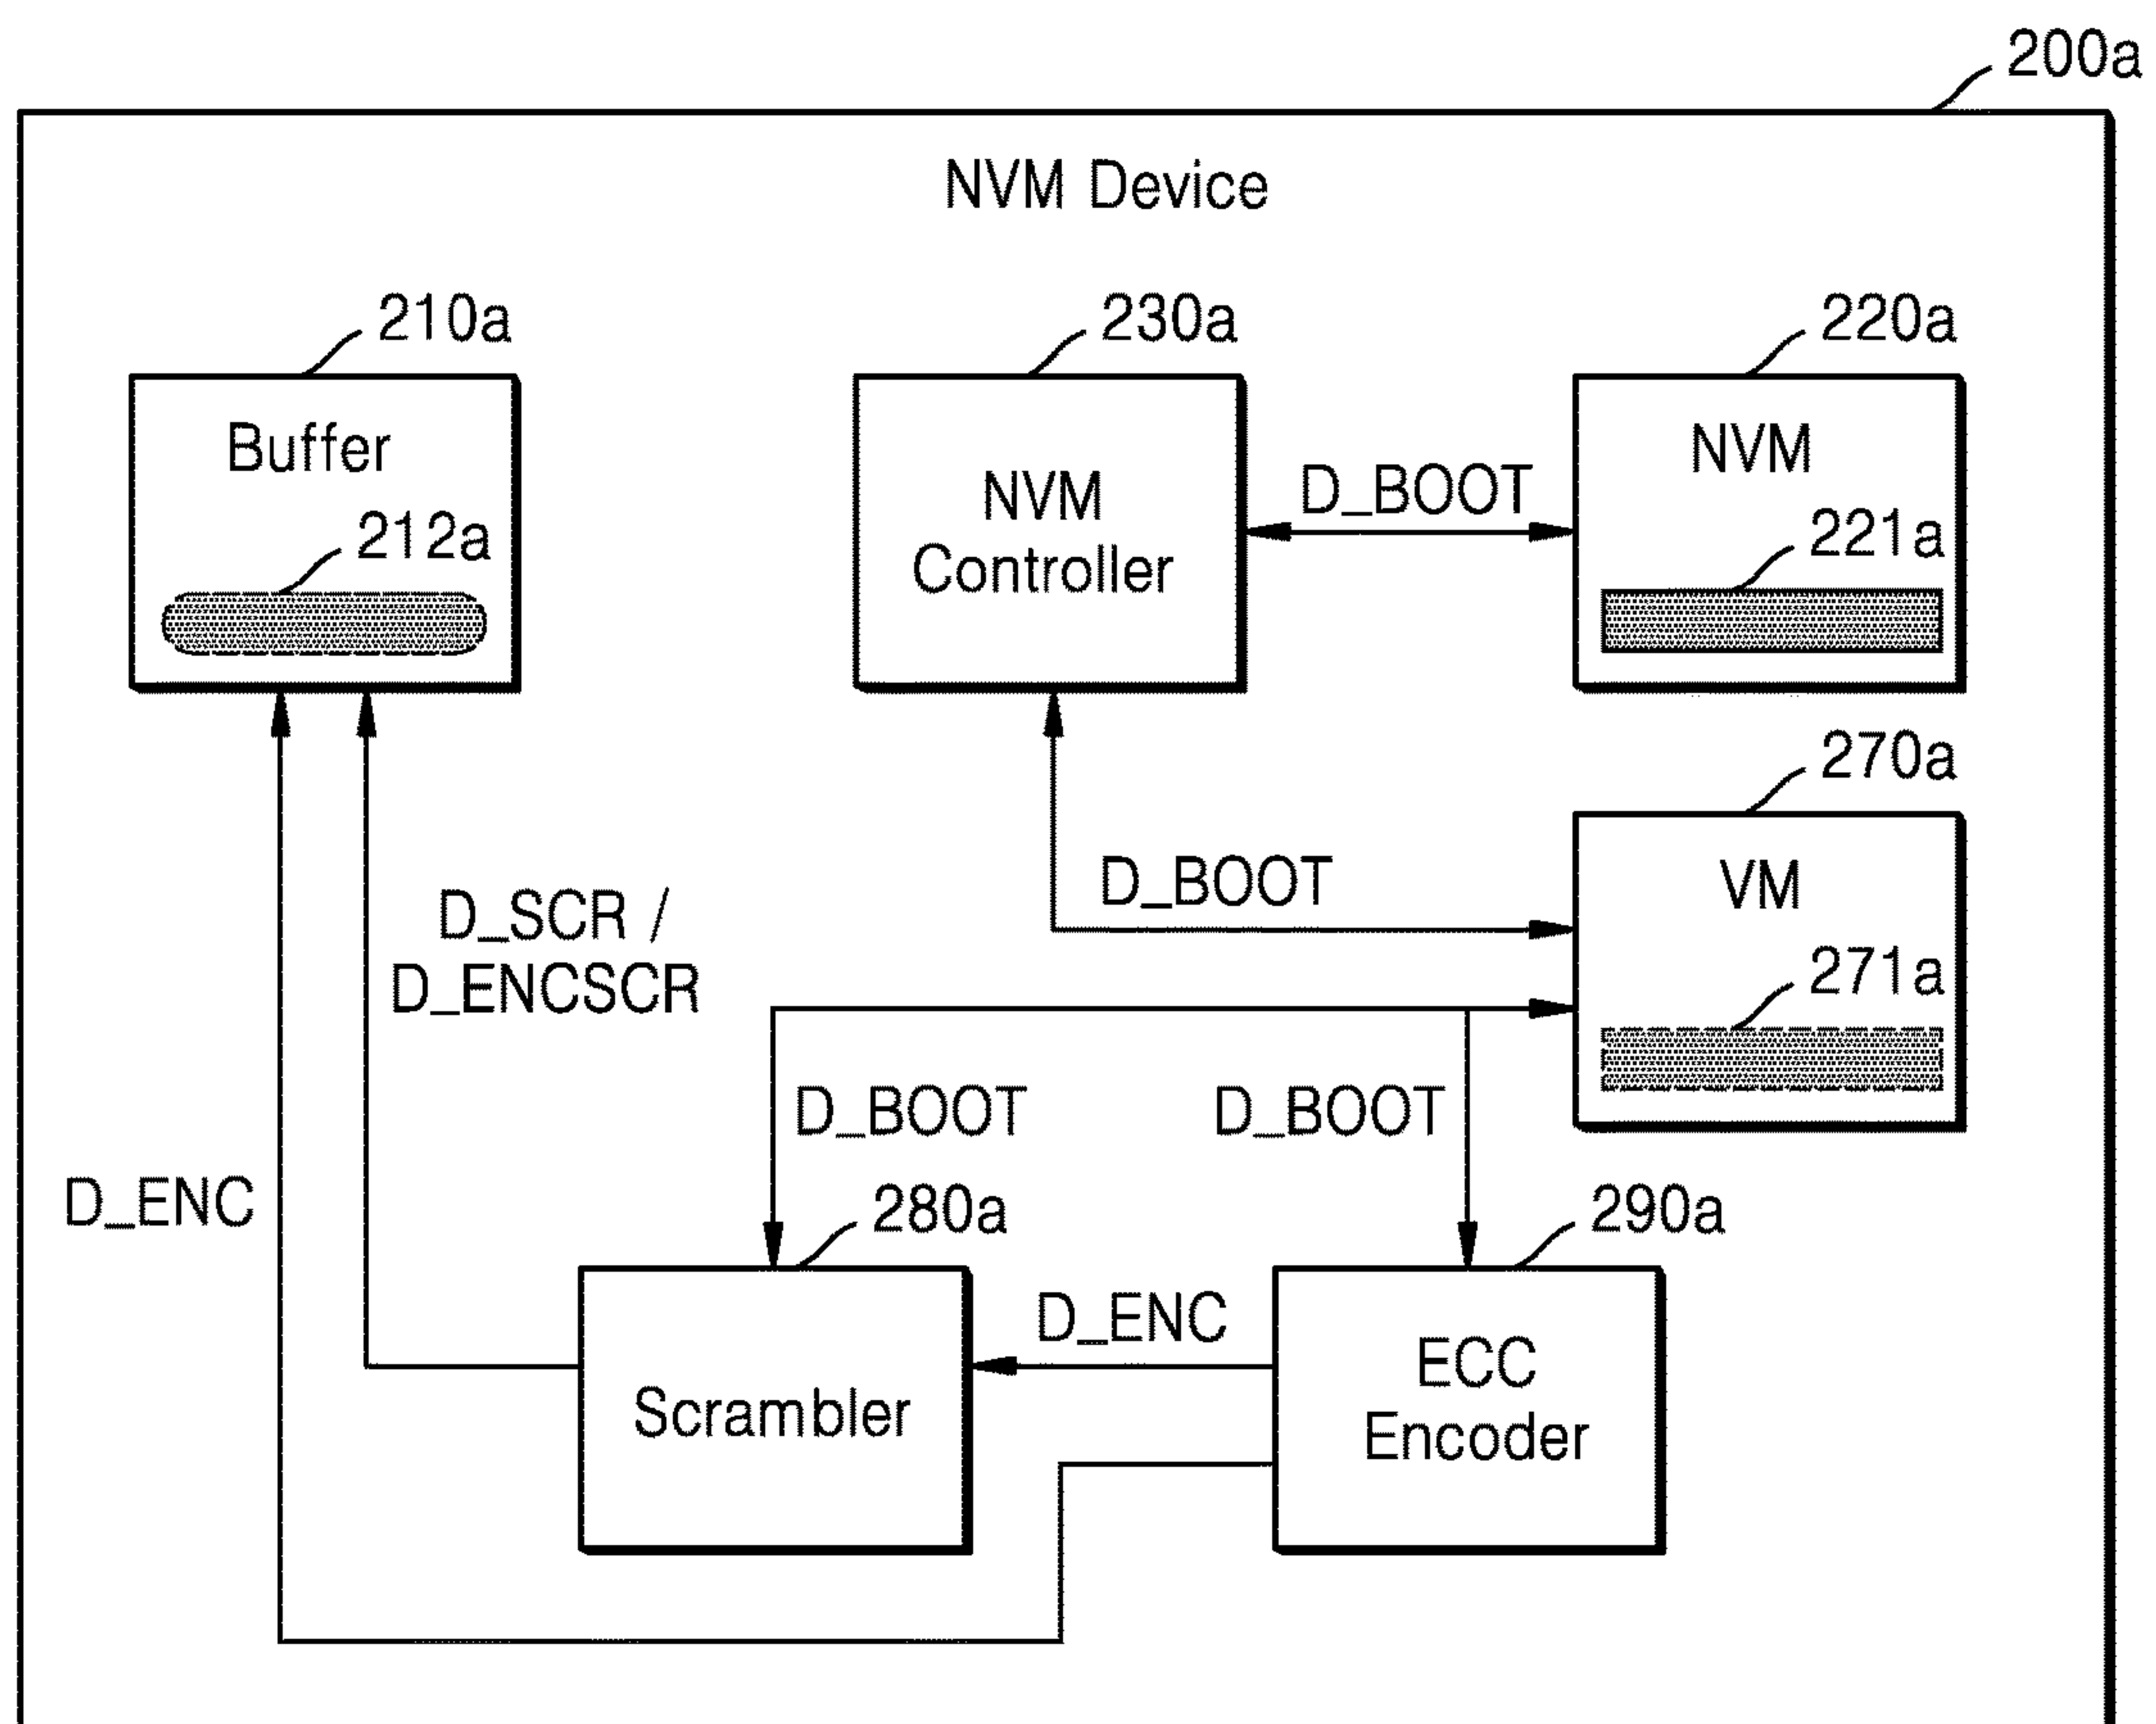 200a
NVM Device
210a
230a
220a
Buffer
212a
NVM
Controller
D_BOOT
NVM
221a
270a
D_BOOT
VM
271a
D_SCR /
D_ENCSCR
D_BOOT
D_BOOT
D_ENC
280a
290a
D_ENC
Scrambler
ECC
Encoder